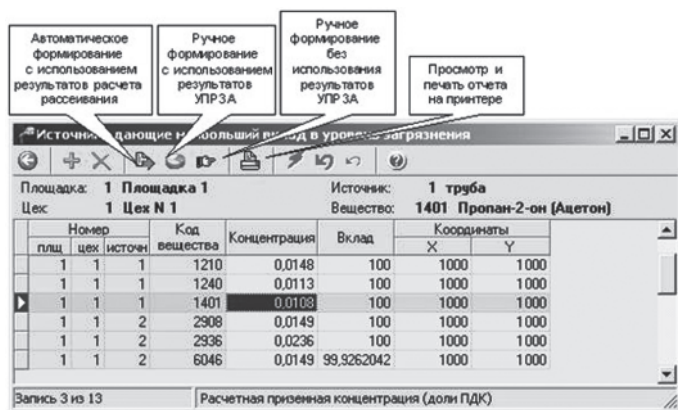 Автоматическое
формирование
с использованием
результатов расчета
рассеивания
Ручное
формирование
с использованием
результатов
УПРЗА
Ручное
формирование
без
использования
результатов
УПРЗА
Просмотр и
печать отчета
на принтере
Источники, дающие наибольший вклад в уровень загрязнения
Площадка: 1 Площадка 1 Источник: 1 труба
Цех: 1 Цех N 1 Вещество: 1401 Пропан-2-он (Ацетон)
Номер Код вещества Концентрация Вклад Координаты
плщ цех источн X Y
1 1 1 1210 0,0148 100 1000 1000
1 1 1 1240 0,0113 100 1000 1000
1 1 1 1401 0,0108 100 1000 1000
1 1 2 2908 0,0149 100 1000 1000
1 1 2 2936 0,0236 100 1000 1000
1 1 2 6046 0,0149 99,9262042 1000 1000
Запись 3 из 13 Расчетная приземная концентрация (доли ПДК)